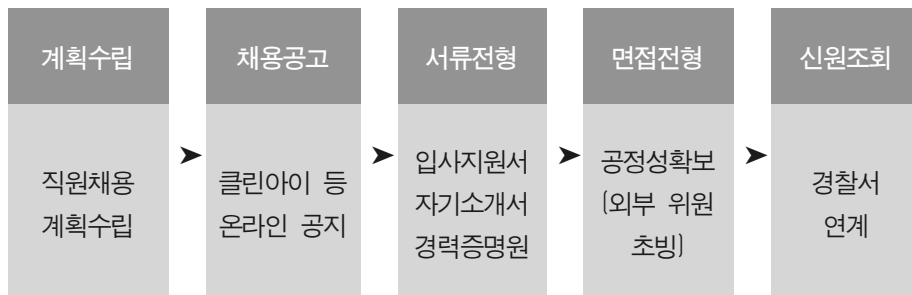 계획수립
직원채용
계획수립
채용공고
클린아이 등
온라인 공지
서류전형
입사지원서
자기소개서
경력증명원
면접전형
공정성확보
(외부 위원
초빙)
신원조회
경찰서
연계